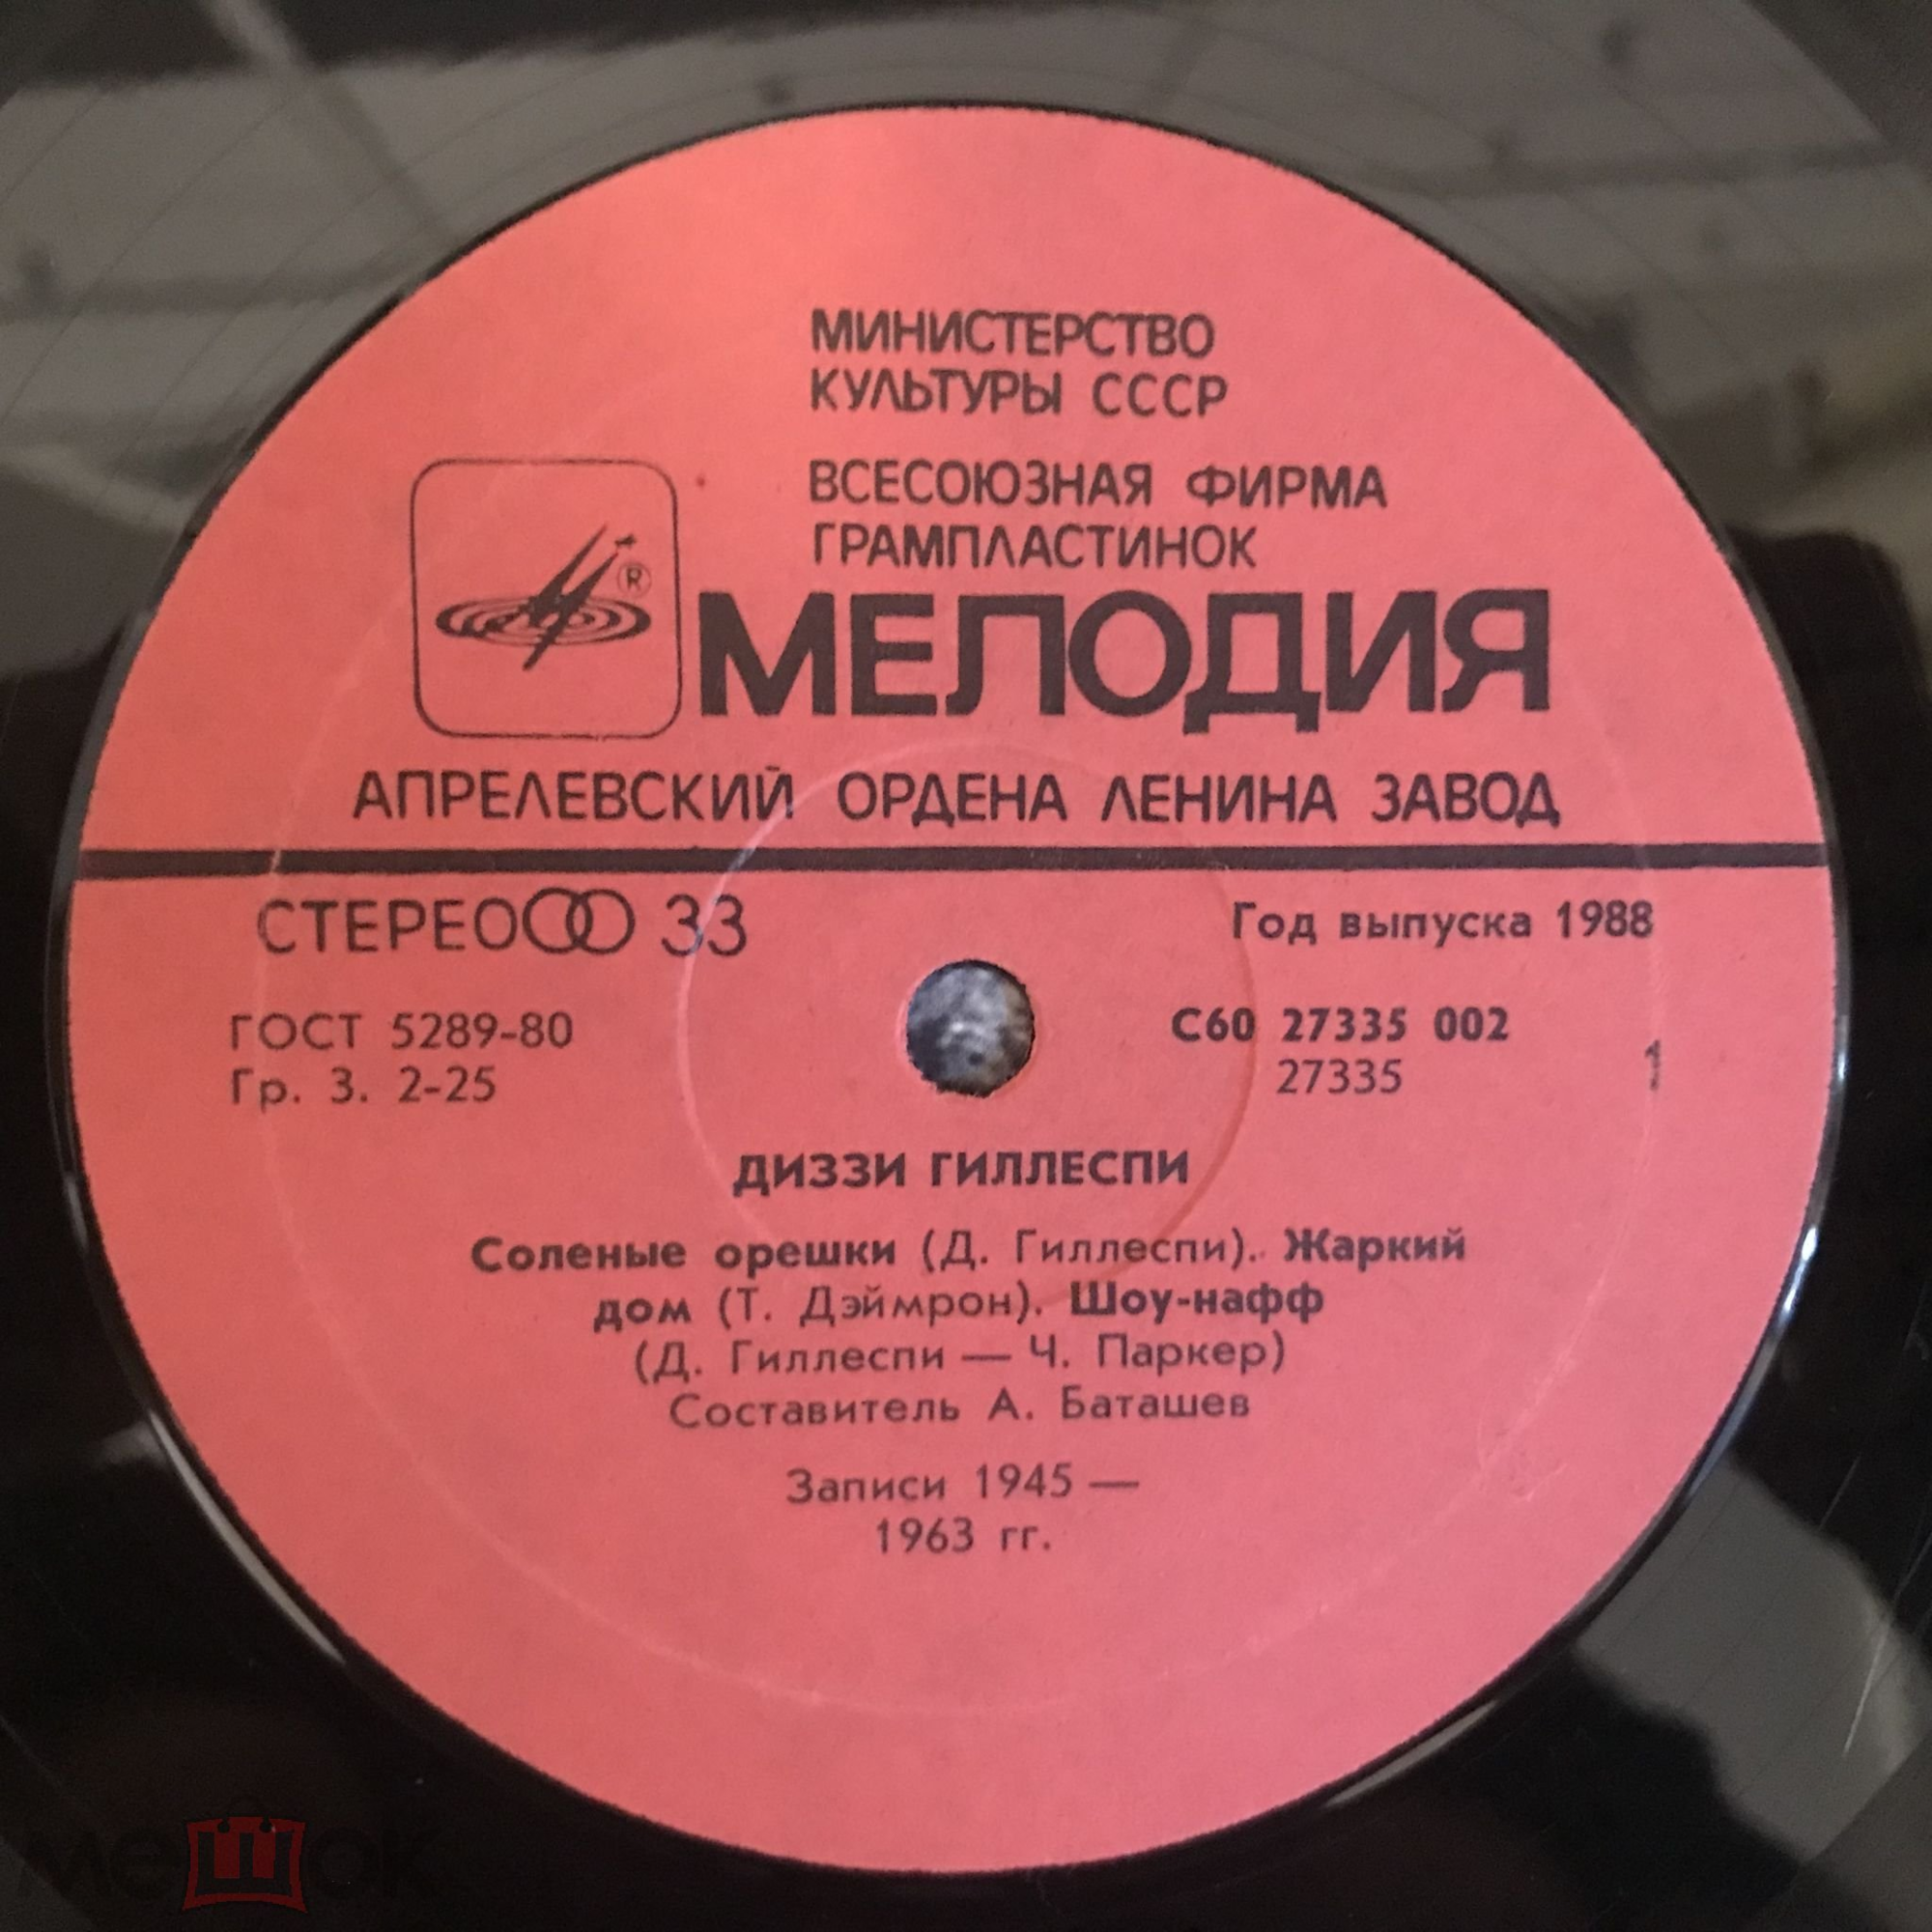 МИНИСТЕРСТВО
КУЛЬТУРЫ СССР
ВСЕСОЮЗНАЯ ФИРМА
ГРАМПЛАСТИНОК
®
МЕЛОДИЯ
АПРЕЛЕВСКИЙ ОРДЕНА ЛЕНИНА ЗАВОД
СТЕРЕО 33
Год выпуска 1988
ГОСТ 5289-80
Гр. 3. 2-25
С60 27335 002
27335
1
ДИЗЗИ ГИЛЛЕСПИ
Соленые орешки (Д. Гиллеспи). Жаркий
дом (Т. Дэймрон). Шоу-нафф
(Д. Гиллеспи — Ч. Паркер)
Составитель А. Баташев
Записи 1945 —
1963 гг.
мешок